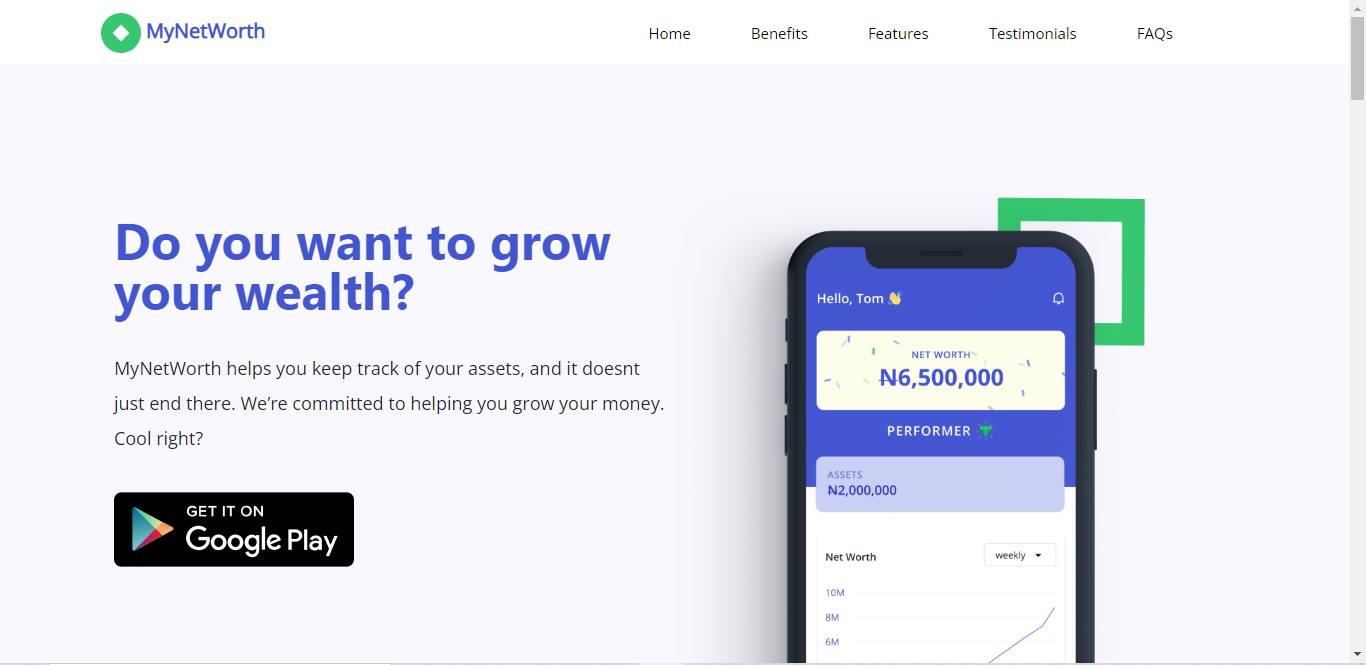 MyNetWorth
Home
Benefits
Features
Testimonials
FAQs
Do you want to grow
your wealth?
MyNetWorth helps you keep track of your assets, and it doesnt
just end there. We’re committed to helping you grow your money.
Cool right?
GET IT ON
Google Play
Hello, Tom 👋
NET WORTH
₦6,500,000
PERFORMER
ASSETS
₦2,000,000
Net Worth
weekly
10M
8M
6M